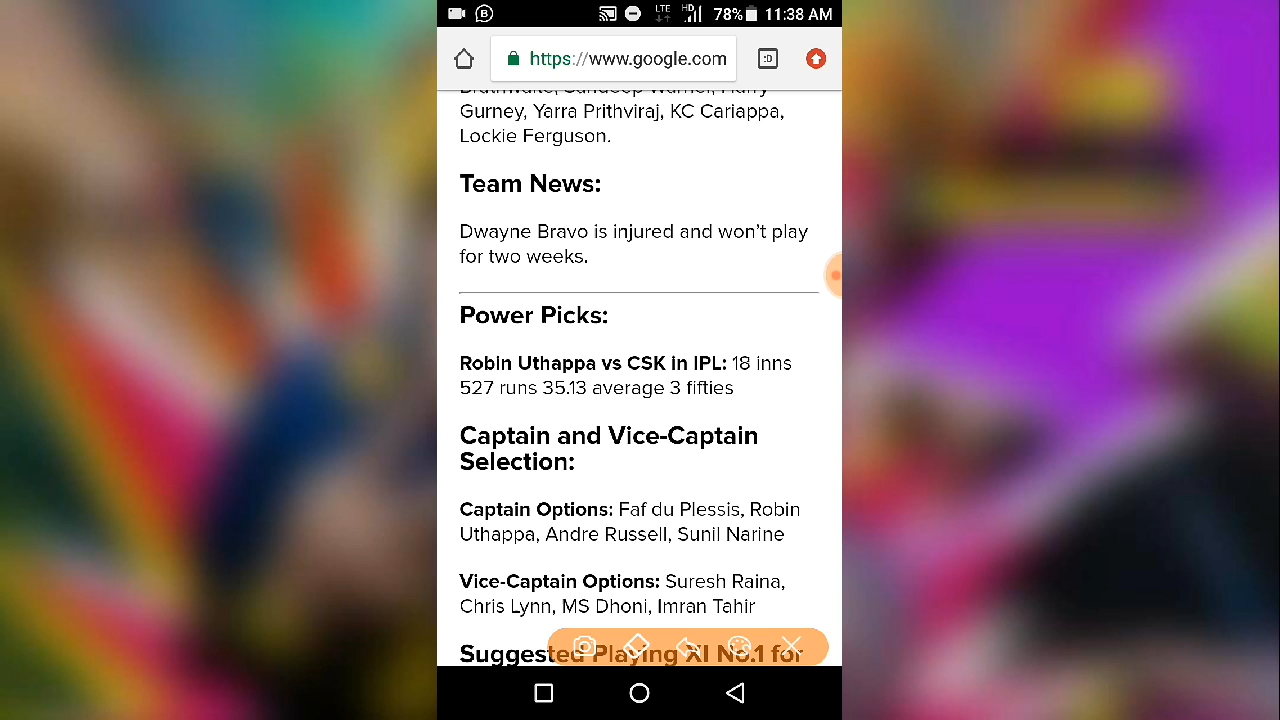 LTE HD 78% 11:38 AM
https://www.google.com :D
Gurney, Yarra Prithviraj, KC Cariappa,
Lockie Ferguson.
Team News:
Dwayne Bravo is injured and won't play
for two weeks.
Power Picks:
Robin Uthappa vs CSK in IPL: 18 inns
527 runs 35.13 average 3 fifties
Captain and Vice-Captain
Selection:
Captain Options: Faf du Plessis, Robin
Uthappa, Andre Russell, Sunil Narine
Vice-Captain Options: Suresh Raina,
Chris Lynn, MS Dhoni, Imran Tahir
Suggested Playing XI No.1 for